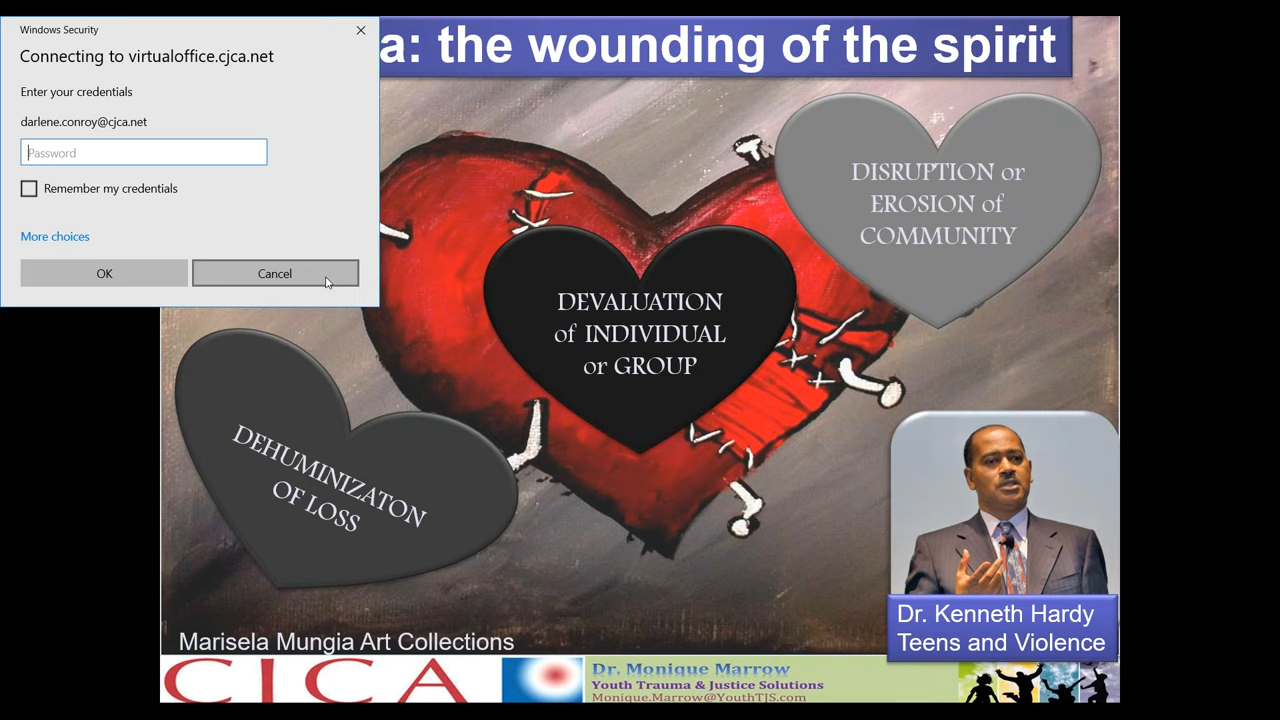 Windows Security
Connecting to virtualoffice.cjca.net
Enter your credentials
darlene.conroy@cjca.net
Password
Remember my credentials
More choices
OK
Cancel
a: the wounding of the spirit
DISRUPTION or
EROSION of
COMMUNITY
DEVALUATION
of INDIVIDUAL
or GROUP
DEHUMINIZATON
OF LOSS
Dr. Kenneth Hardy
Teens and Violence
Marisela Mungia Art Collections
CJCA
Dr. Monique Marrow
Youth Trauma & Justice Solutions
Monique.Marrow@YouthTJS.com